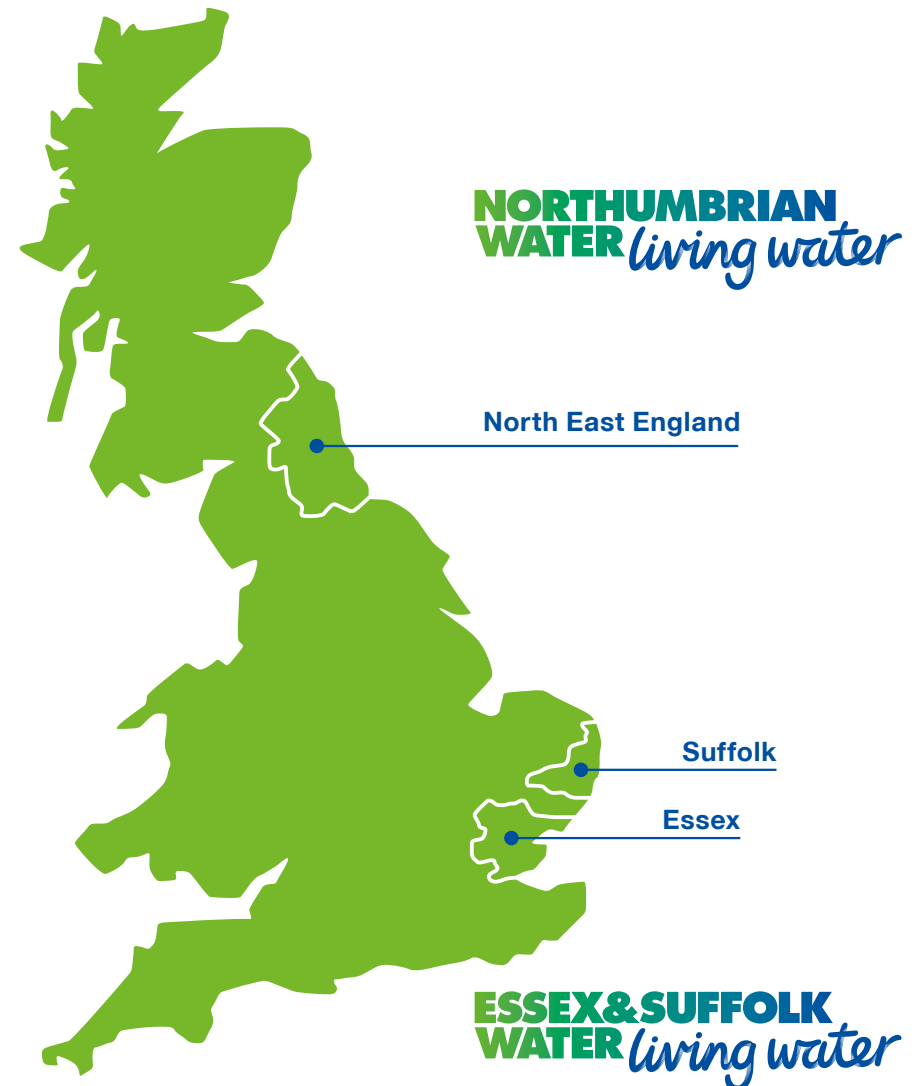 NORTHUMBRIAN
WATER living water
North East England
Suffolk
Essex
ESSEX&SUFFOLK
WATER living water